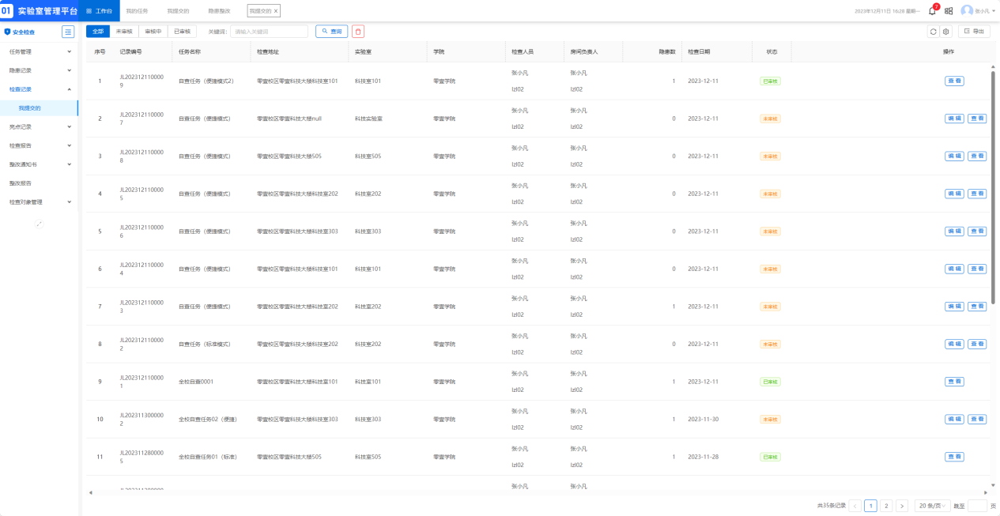 01 实验室管理平台 工作台 我的任务 我提交的 隐患整改 我提交的 × 2023年12月11日 16:28 星期一 7 张小凡
安全检查
任务管理
隐患记录
检查记录
我提交的
亮点记录
检查报告
整改通知书
整改报告
检查对象管理
全部 未审核 审核中 已审核 关键词: 请输入关键词 查询 导出
序号 记录编号 任务名称 检查地址 实验室 学院 检查人员 房间负责人 隐患数 检查日期 状态 操作
1 JL202312110000 9 自查任务（便捷模式2） 零壹校区零壹科技大楼科技室101 科技室101 零壹学院 张小凡 lzl02 张小凡 lzl02 1 2023-12-11 已审核 查看
2 JL202312110000 7 自查任务（便捷模式） 零壹校区零壹科技大楼null 科技实验室 零壹学院 张小凡 lzl02 张小凡 lzl02 0 2023-12-11 未审核 编辑 查看
3 JL202312110000 8 自查任务（便捷模式） 零壹校区零壹科技大楼505 科技室505 零壹学院 张小凡 lzl02 张小凡 lzl02 0 2023-12-11 未审核 编辑 查看
4 JL202312110000 5 自查任务（便捷模式） 零壹校区零壹科技大楼科技室202 科技室202 零壹学院 张小凡 lzl02 张小凡 lzl02 0 2023-12-11 未审核 编辑 查看
5 JL202312110000 6 自查任务（便捷模式） 零壹校区零壹科技大楼科技室303 科技室303 零壹学院 张小凡 lzl02 张小凡 lzl02 0 2023-12-11 未审核 编辑 查看
6 JL202312110000 4 自查任务（便捷模式） 零壹校区零壹科技大楼科技室101 科技室101 零壹学院 张小凡 lzl02 张小凡 lzl02 0 2023-12-11 未审核 编辑 查看
7 JL202312110000 3 自查任务（便捷模式） 零壹校区零壹科技大楼科技室202 科技室202 零壹学院 张小凡 lzl02 张小凡 lzl02 1 2023-12-11 未审核 编辑 查看
8 JL202312110000 2 自查任务（标准模式） 零壹校区零壹科技大楼科技室202 科技室202 零壹学院 张小凡 lzl02 张小凡 lzl02 0 2023-12-11 未审核 编辑 查看
9 JL202312110000 1 全校自查0001 零壹校区零壹科技大楼科技室101 科技室101 零壹学院 张小凡 lzl02 张小凡 lzl02 1 2023-12-11 已审核 查看
10 JL202311300000 2 全校自查任务02（便捷） 零壹校区零壹科技大楼科技室303 科技室303 零壹学院 张小凡 lzl02 张小凡 lzl02 1 2023-11-30 未审核 编辑 查看
11 JL202311280000 5 全校自查任务01（标准） 零壹校区零壹科技大楼505 科技室505 零壹学院 张小凡 lzl02 张小凡 lzl02 1 2023-11-28 已审核 查看
张小凡 张小凡
共35条记录 < 1 2 > 20 条/页 跳至 页